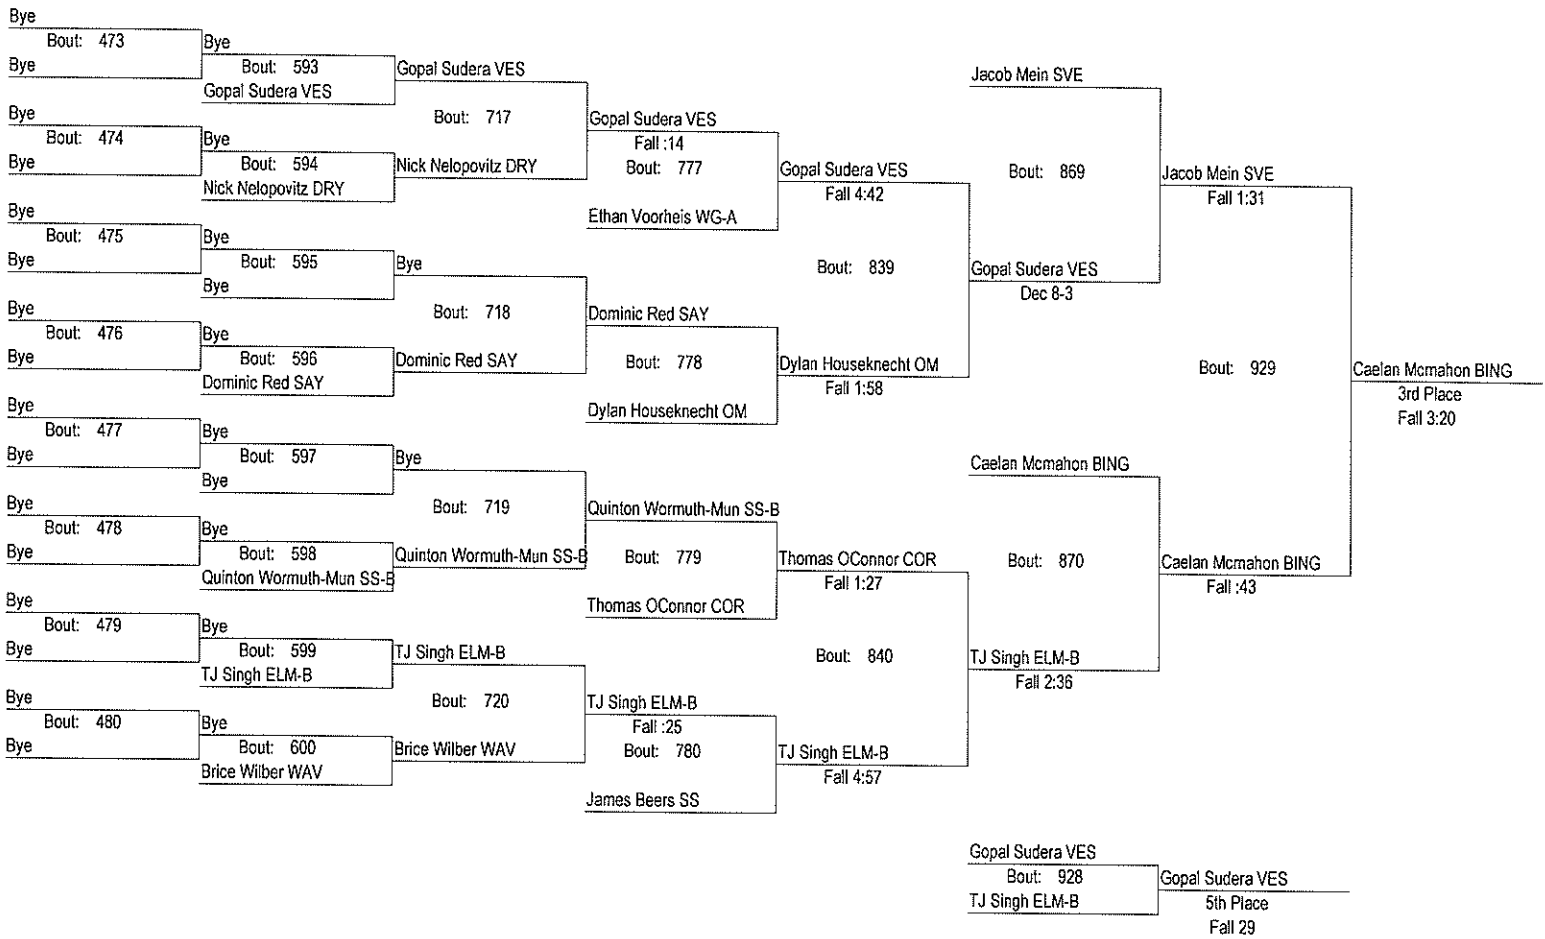 Bye
Bout: 473
Bye
Bye
Bout: 593
Gopal Sudera VES
Bye
Bout: 474
Bye
Bye
Bout: 594
Nick Nelopovitz DRY
Bye
Bout: 475
Bye
Bye
Bout: 595
Bye
Bye
Bout: 476
Bye
Bye
Bout: 596
Dominic Red SAY
Bye
Bout: 477
Bye
Bye
Bout: 597
Bye
Bye
Bout: 478
Bye
Bye
Bout: 598
Quinton Wormuth-Mun SS-B
Bye
Bout: 479
Bye
Bye
Bout: 599
TJ Singh ELM-B
Bye
Bout: 480
Bye
Bye
Bout: 600
Brice Wilber WAV
Gopal Sudera VES
Bout: 717
Nick Nelopovitz DRY
Bye
Bout: 718
Dominic Red SAY
Bye
Bout: 719
Quinton Wormuth-Mun SS-B
TJ Singh ELM-B
Bout: 720
Brice Wilber WAV
Gopal Sudera VES
Fall :14
Bout: 777
Ethan Voorheis WG-A
Dominic Red SAY
Bout: 778
Dylan Houseknecht OM
Quinton Wormuth-Mun SS-B
Bout: 779
Thomas OConnor COR
TJ Singh ELM-B
Fall :25
Bout: 780
James Beers SS
Gopal Sudera VES
Fall 4:42
Bout: 839
Dylan Houseknecht OM
Fall 1:58
Thomas OConnor COR
Fall 1:27
Bout: 840
TJ Singh ELM-B
Fall 4:57
Jacob Mein SVE
Bout: 869
Gopal Sudera VES
Dec 8-3
Caelan Mcmahon BING
Bout: 870
TJ Singh ELM-B
Fall 2:36
Jacob Mein SVE
Fall 1:31
Bout: 929
Caelan Mcmahon BING
Fall :43
Caelan Mcmahon BING
3rd Place
Fall 3:20
Gopal Sudera VES
Bout: 928
TJ Singh ELM-B
Gopal Sudera VES
5th Place
Fall 29